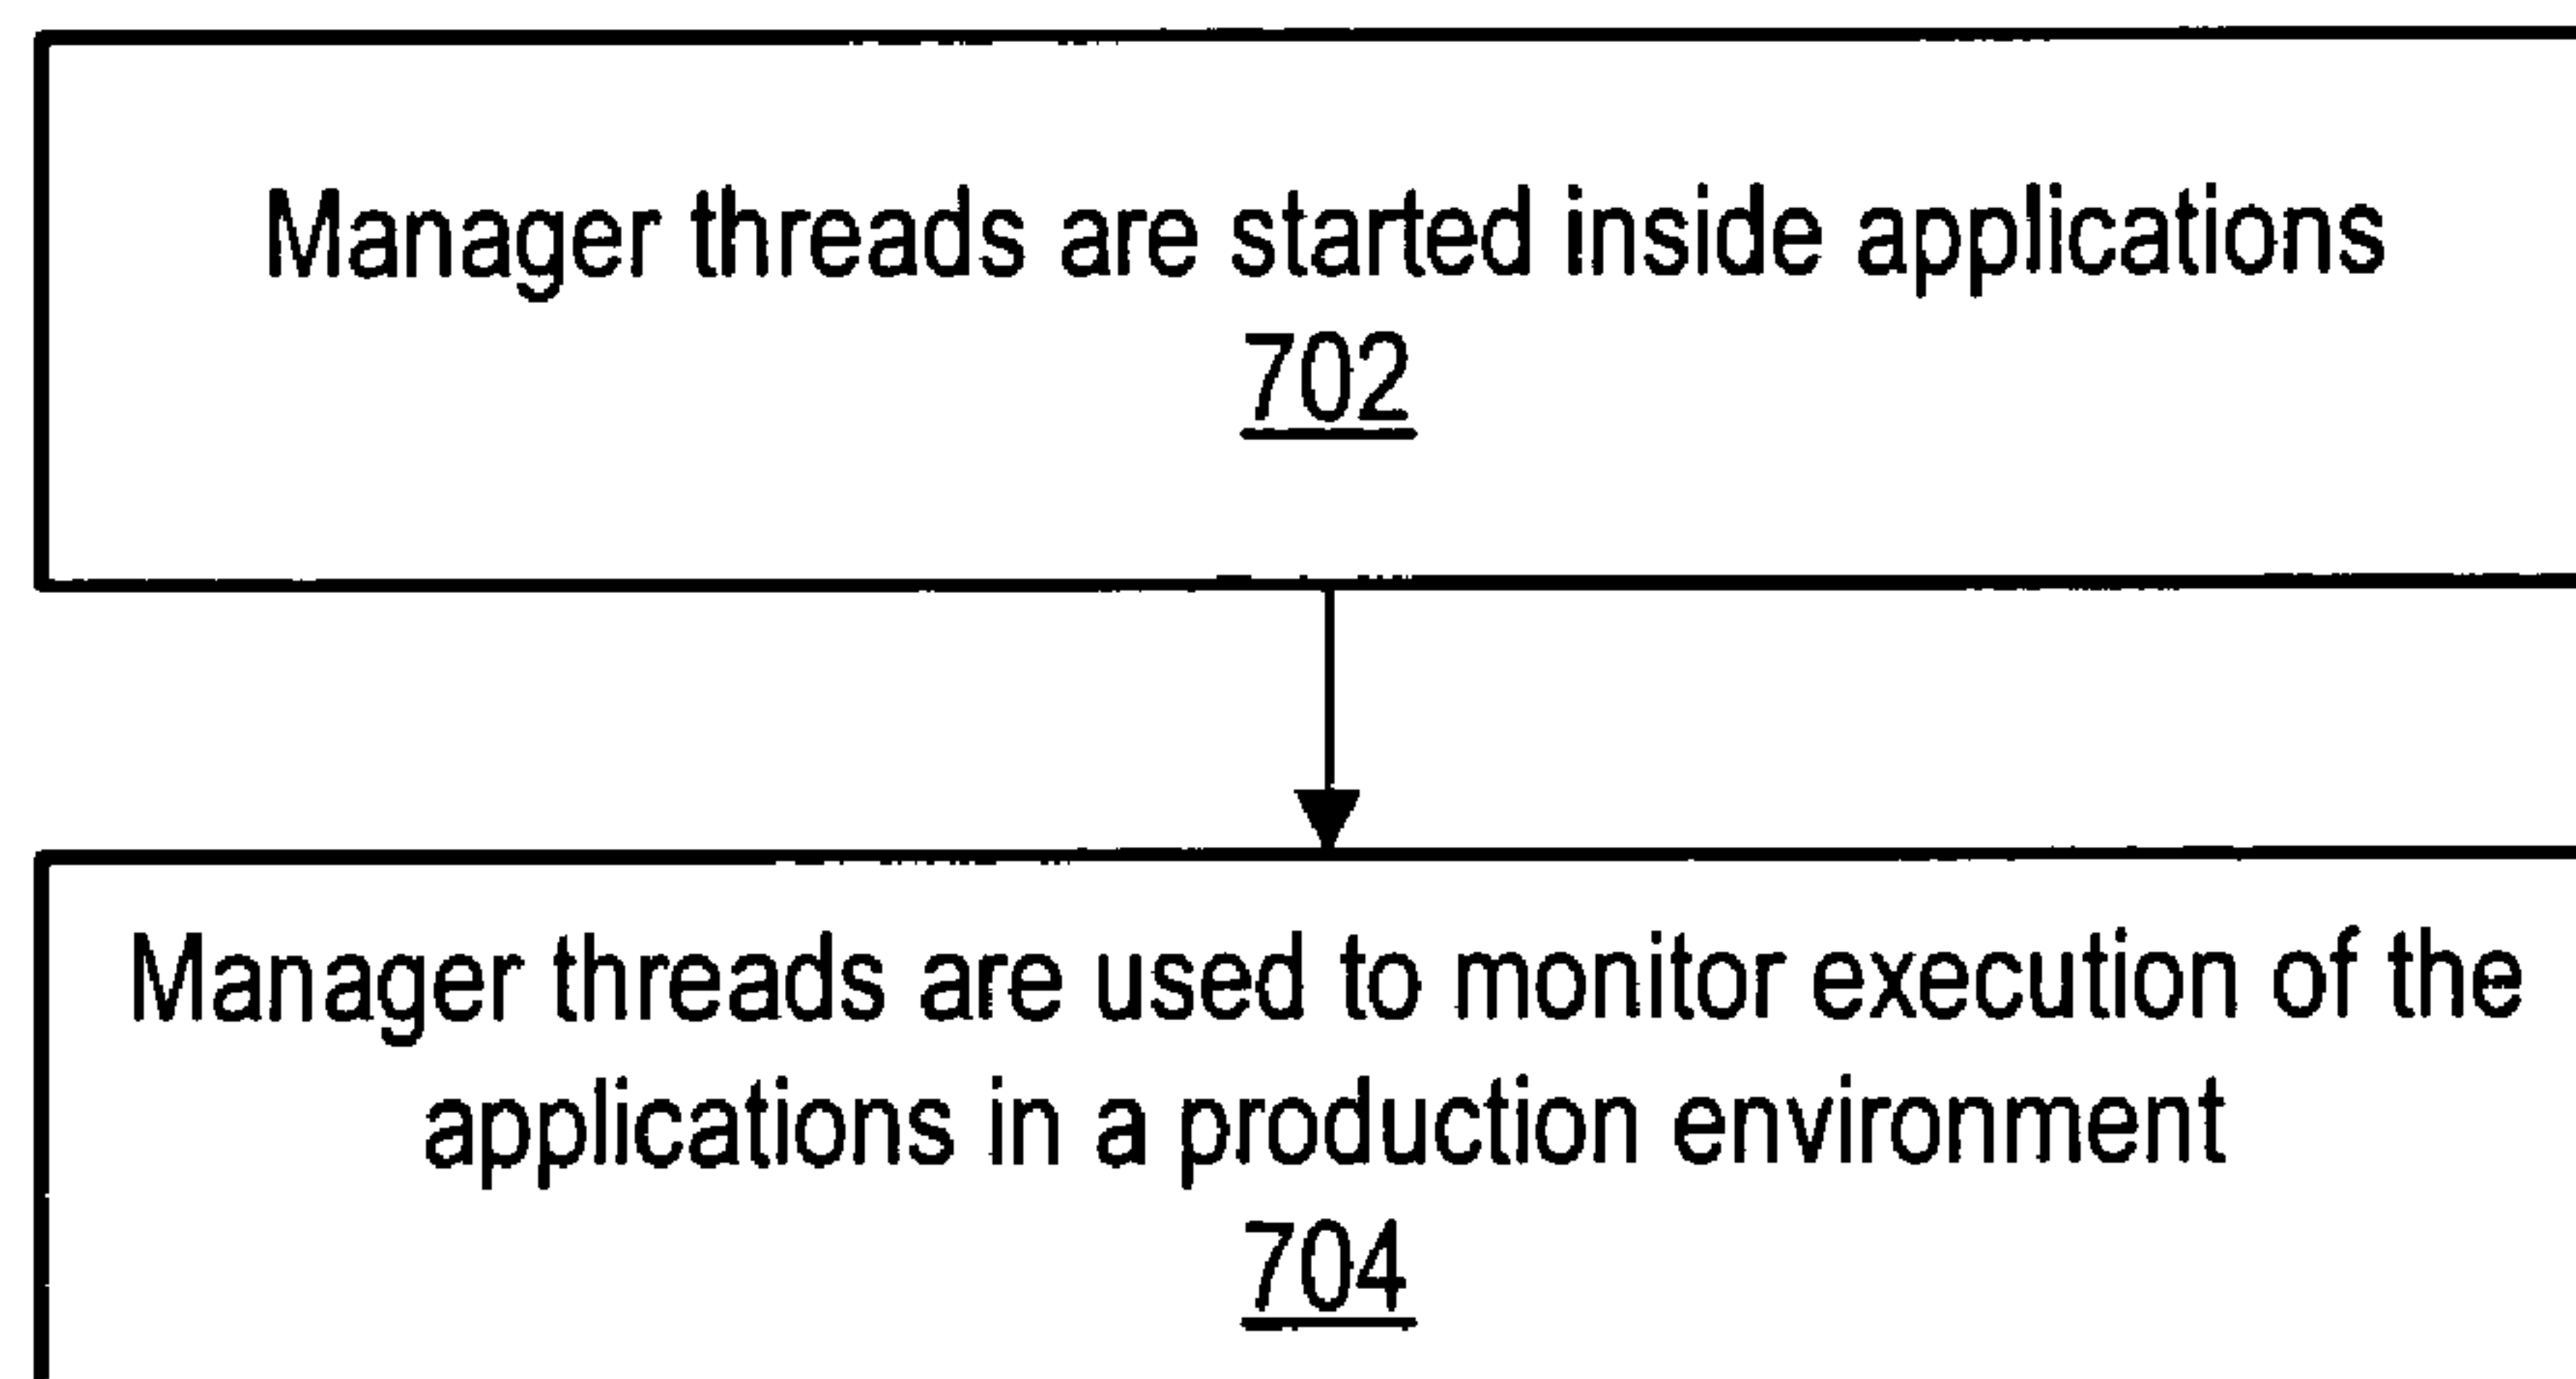 Manager threads are started inside applications
702
Manager threads are used to monitor execution of the
applications in a production environment
704